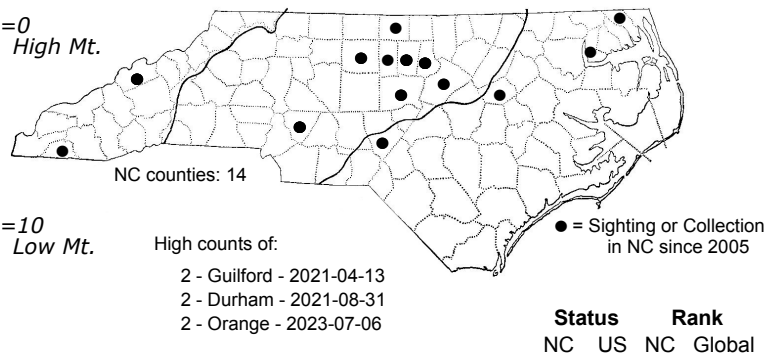 =0
High Mt.
NC counties: 14
=10
Low Mt.
High counts of:
2 - Guilford - 2021-04-13
2 - Durham - 2021-08-31
2 - Orange - 2023-07-06
● = Sighting or Collection
in NC since 2005
Status Rank
NC US NC Global